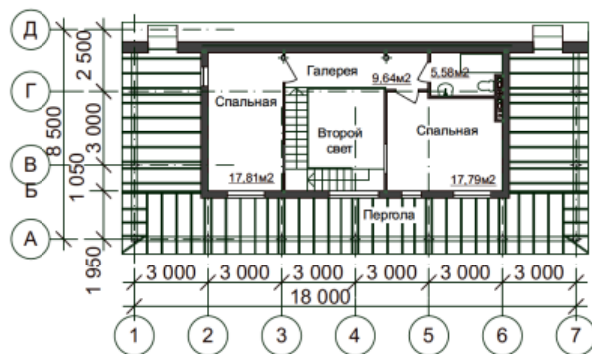 Д
Г
В
Б
А
2 500
3 000
1 050
1 950
8 500
Галерея
9,64м2
5,58м2
Спальная
Второй
свет
Спальная
17,81м2
17,79м2
Пергола
3 000 3 000 3 000 3 000 3 000 3 000
18 000
1 2 3 4 5 6 7